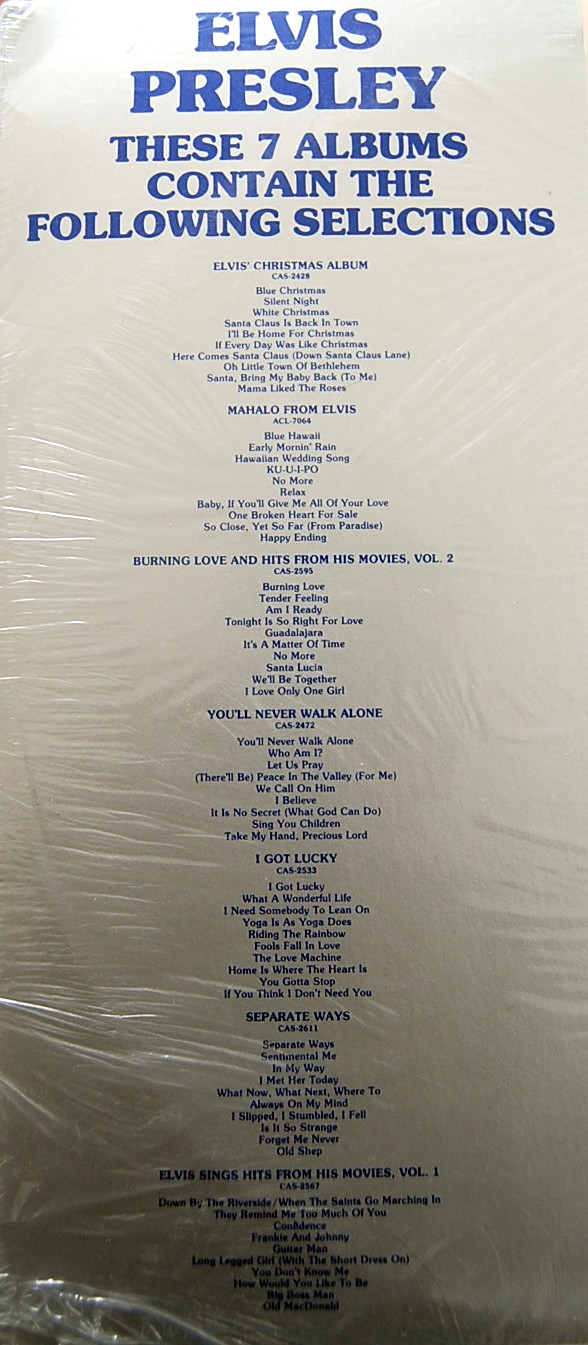 ELVIS
PRESLEY
THESE 7 ALBUMS
CONTAIN THE
FOLLOWING SELECTIONS
ELVIS' CHRISTMAS ALBUM
CAS-2428
Blue Christmas
Silent Night
White Christmas
Santa Claus Is Back In Town
I'll Be Home For Christmas
If Every Day Was Like Christmas
Here Comes Santa Claus (Down Santa Claus Lane)
Oh Little Town Of Bethlehem
Santa, Bring My Baby Back (To Me)
Mama Liked The Roses
MAHALO FROM ELVIS
ACL-7064
Blue Hawaii
Early Mornin' Rain
Hawaiian Wedding Song
KU-U-I-PO
No More
Relax
Baby, If You'll Give Me All Of Your Love
One Broken Heart For Sale
So Close, Yet So Far (From Paradise)
Happy Ending
BURNING LOVE AND HITS FROM HIS MOVIES, VOL. 2
CAS-2595
Burning Love
Tender Feeling
Am I Ready
Tonight Is So Right For Love
Guadalajara
It's A Matter Of Time
No More
Santa Lucia
We'll Be Together
I Love Only One Girl
YOU'LL NEVER WALK ALONE
CAS-2472
You'll Never Walk Alone
Who Am I?
Let Us Pray
(There'll Be) Peace In The Valley (For Me)
We Call On Him
I Believe
It Is No Secret (What God Can Do)
Sing You Children
Take My Hand, Precious Lord
I GOT LUCKY
CAS-2533
I Got Lucky
What A Wonderful Life
I Need Somebody To Lean On
Yoga Is As Yoga Does
Riding The Rainbow
Fools Fall In Love
The Love Machine
Home Is Where The Heart Is
You Gotta Stop
If You Think I Don't Need You
SEPARATE WAYS
CAS-2611
Separate Ways
Sentimental Me
In My Way
I Met Her Today
What Now, What Next, Where To
Always On My Mind
I Slipped, I Stumbled, I Fell
Is It So Strange
Forget Me Never
Old Shep
ELVIS SINGS HITS FROM HIS MOVIES, VOL. 1
CAS-2567
Down By The Riverside/When The Saints Go Marching In
They Remind Me Too Much Of You
Confidence
Frankie And Johnny
Guitar Man
Long Legged Girl (With The Short Dress On)
You Don't Know Me
How Would You Like To Be
Big Boss Man
Old MacDonald